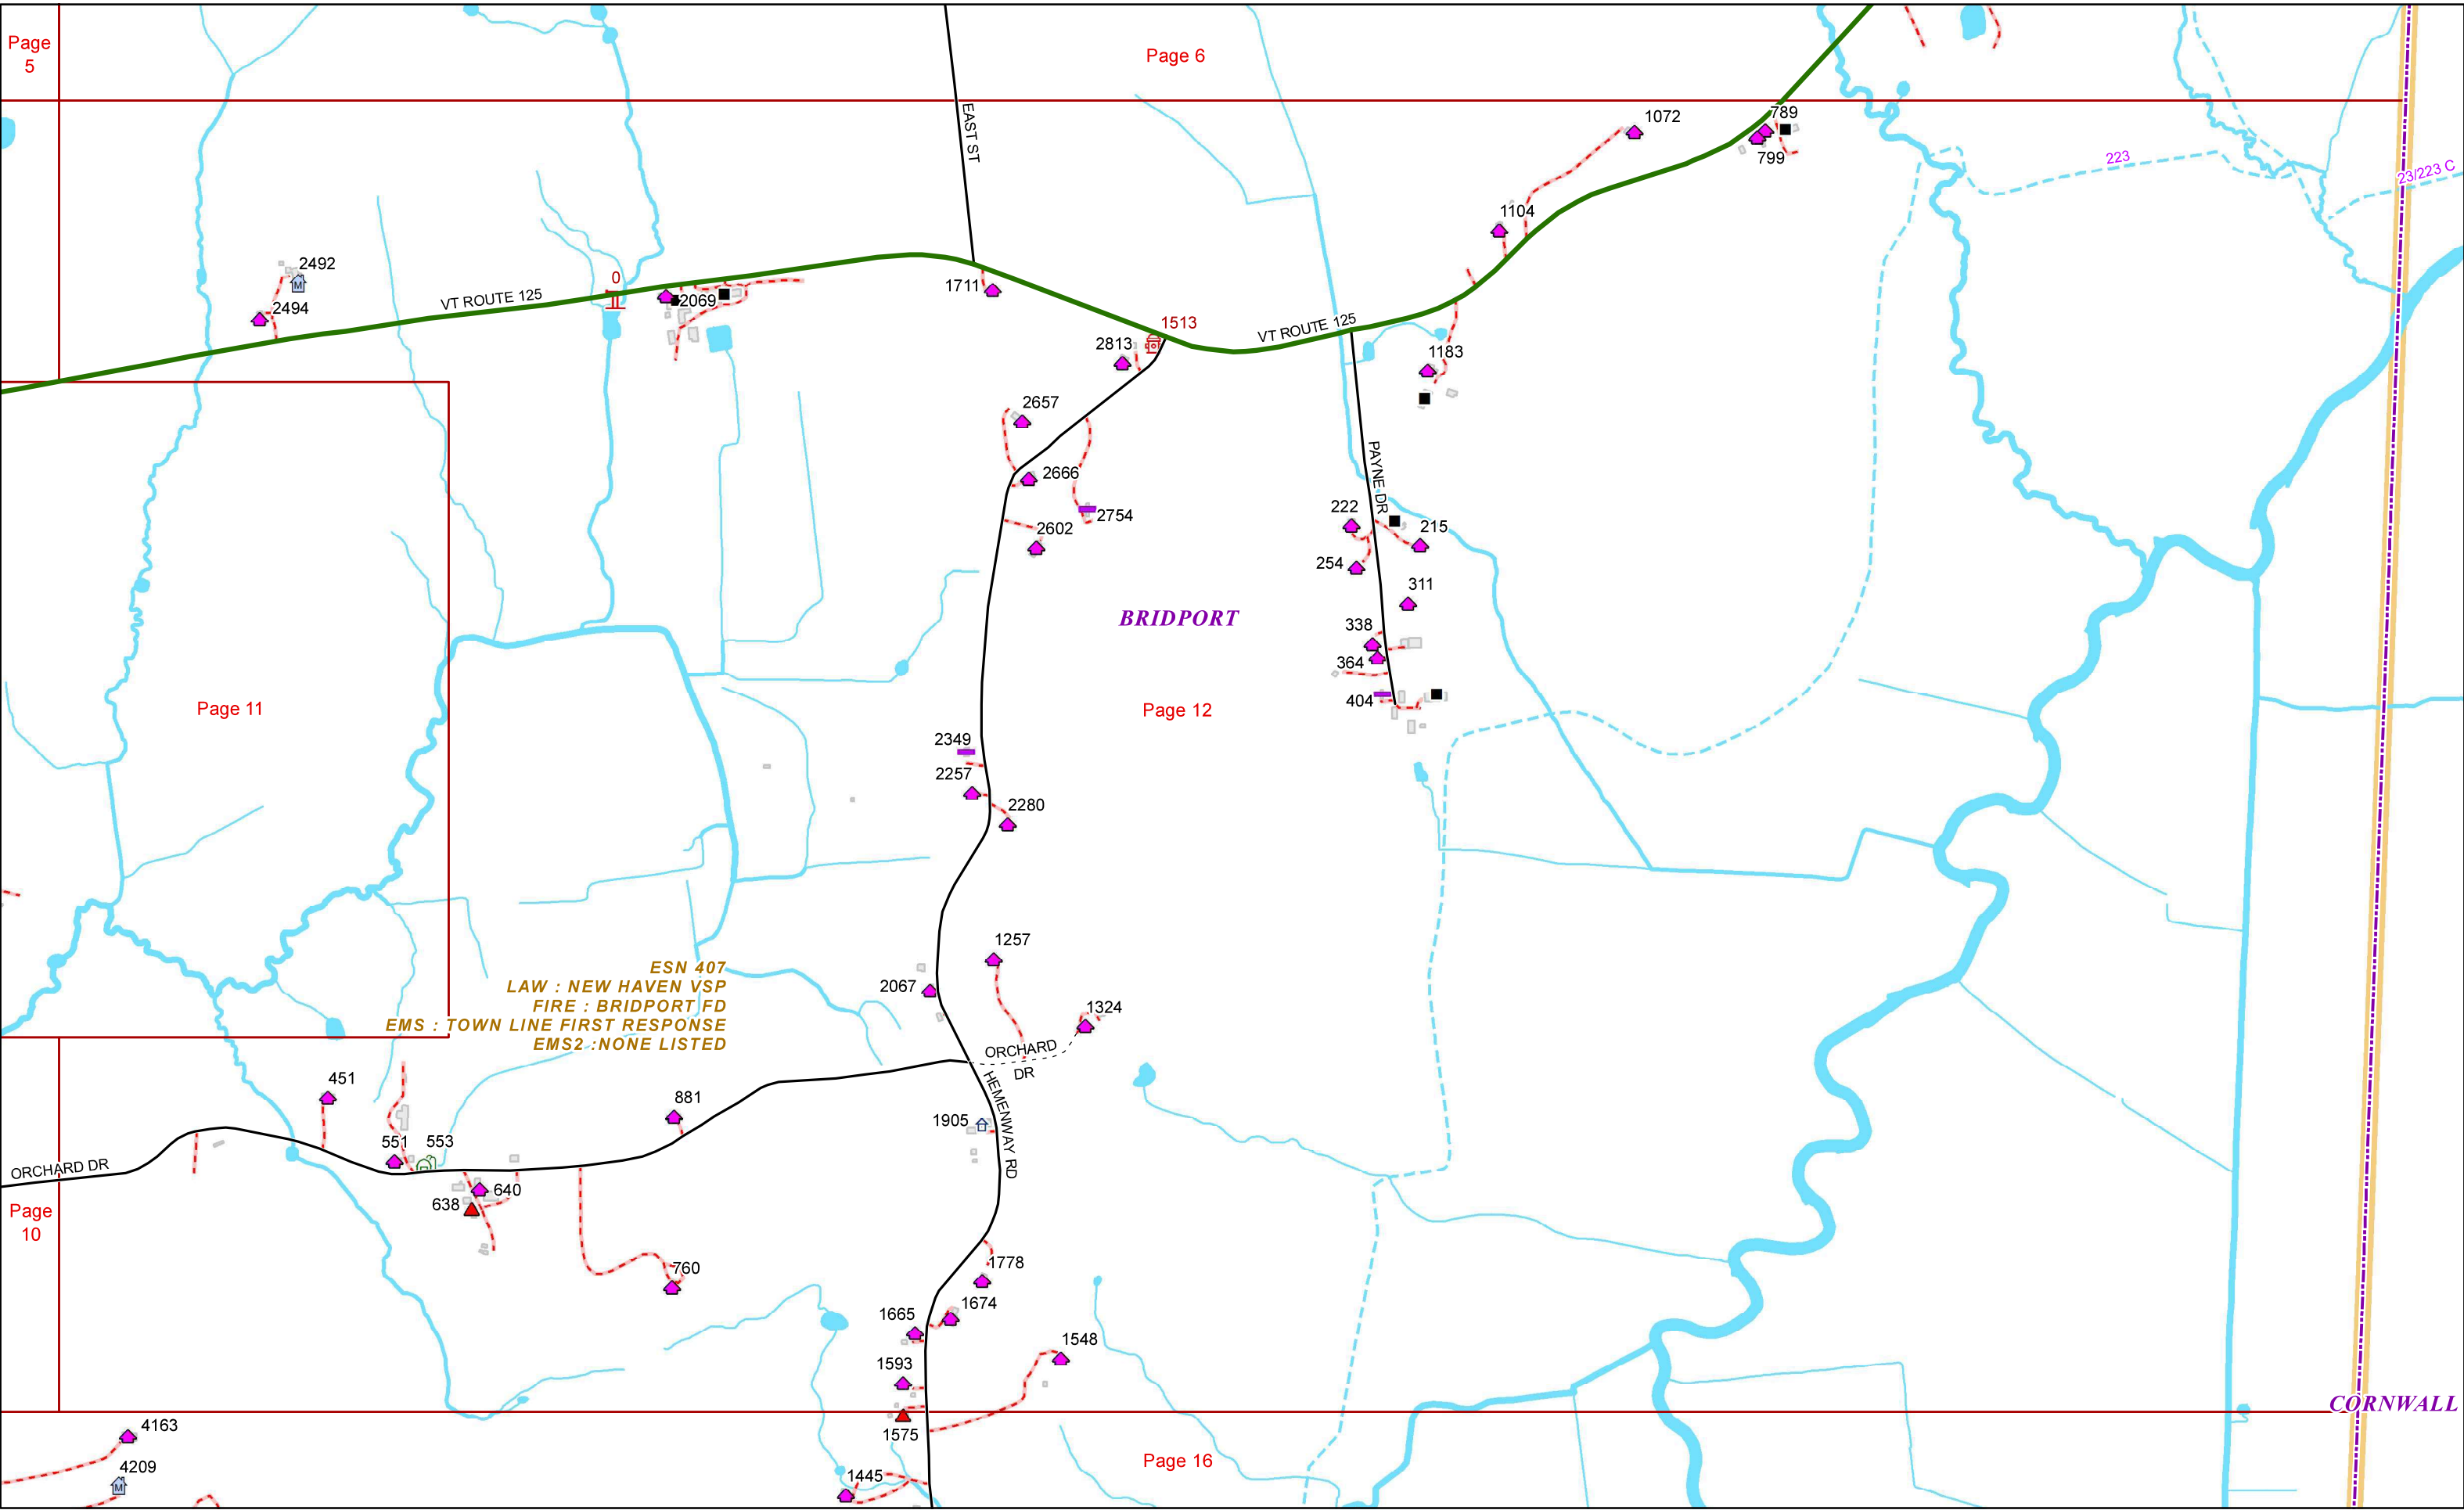 Page
5
Page 6
EAST ST
1072
789
799
223
23/223 C
1104
2492
2494
VT ROUTE 125
0
2069
1711
1513
VT ROUTE 125
2813
1183
2657
2666
PAYNE DR
2754
2602
222
215
254
311
BRIDPORT
338
364
404
Page 11
Page 12
2349
2257
2280
1257
ESN 407
LAW : NEW HAVEN VSP
FIRE : BRIDPORT FD
EMS : TOWN LINE FIRST RESPONSE
EMS2 :NONE LISTED
2067
1324
ORCHARD
DR
HEMENWAY RD
451
881
1905
551
553
ORCHARD DR
640
638
Page
10
760
1778
1674
1665
1548
1593
CORNWALL
1575
4163
4209
1445
Page 16
M
M